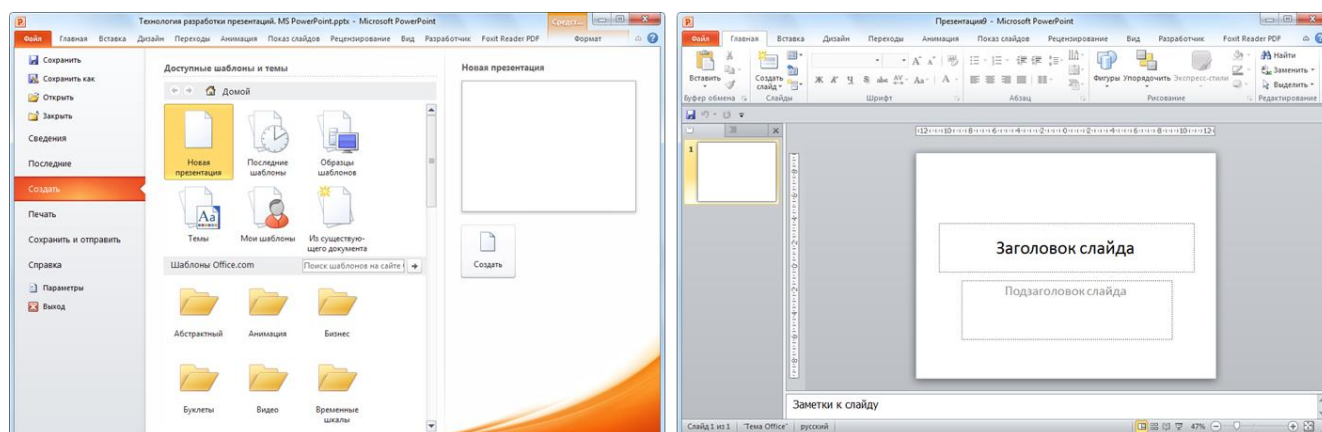 Технология разработки презентаций. MS PowerPoint.pptx - Microsoft PowerPoint
Средст...
Файл Главная Вставка Дизайн Переходы Анимация Показ слайдов Рецензирование Вид Разработчик Foxit Reader PDF Формат
Сохранить
Сохранить как
Открыть
Закрыть
Сведения
Последние
Создать
Печать
Сохранить и отправить
Справка
Параметры
Выход
Доступные шаблоны и темы
Домой
Новая презентация
Последние шаблоны
Образцы шаблонов
Темы
Мои шаблоны
Из существую-
щего документа
Шаблоны Office.com
Поиск шаблонов на сайте
Абстрактный
Анимация
Бизнес
Буклеты
Видео
Временные шкалы
Новая презентация
Создать
Презентация9 - Microsoft PowerPoint
Файл Главная Вставка Дизайн Переходы Анимация Показ слайдов Рецензирование Вид Разработчик Foxit Reader PDF
Вставить
Создать слайд
Ж К Ч S abc AV Aa A
Фигуры Упорядочить Экспресс-стили
Найти
Заменить
Выделить
Буфер обмена Слайды Шрифт Абзац Рисование Редактирование
1
Заголовок слайда
Подзаголовок слайда
Заметки к слайду
Слайд 1 из 1 "Тема Office" русский 47%